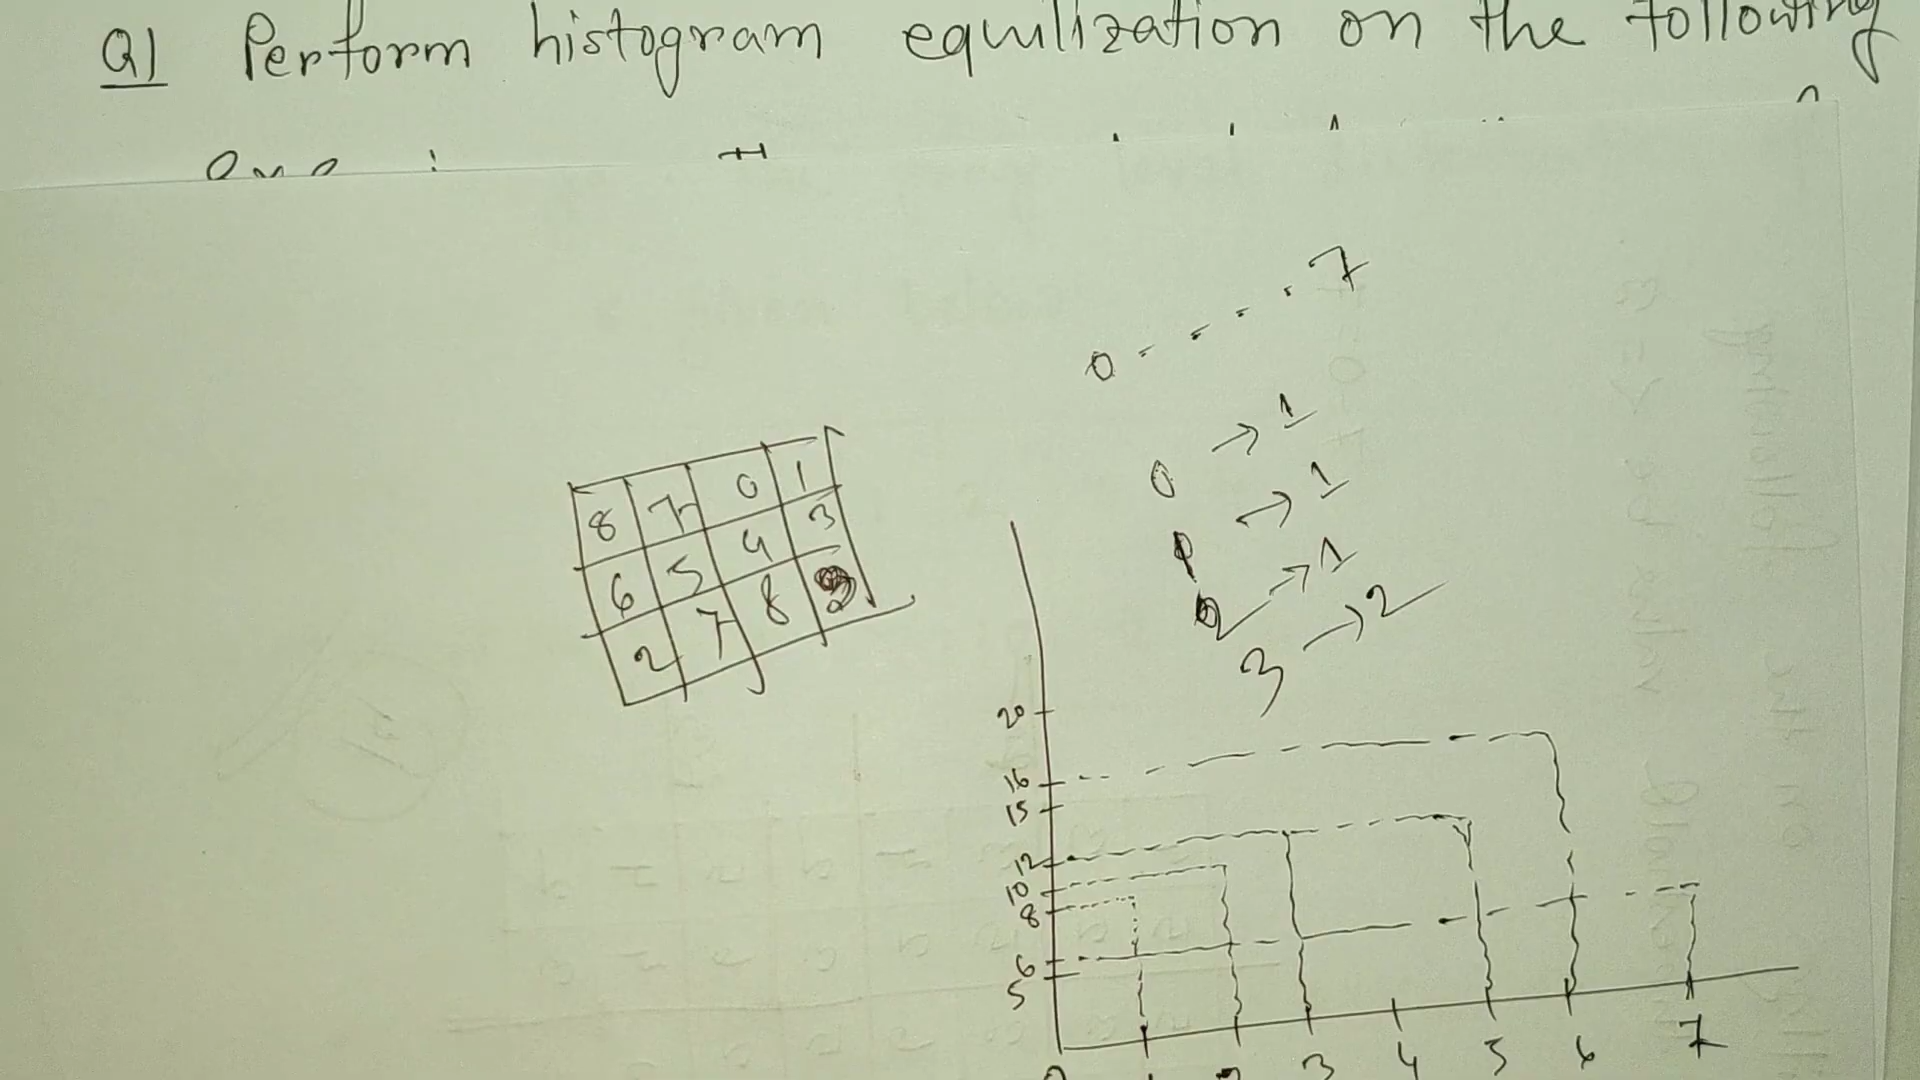 Q1 Perform histogram equilization on the following
0 - - - . 7
0 → 1
1 → 1
2 → 1
3 → 2
8 7 0 1
6 5 4 3
2 7 8
20
16
15
12
10
8
6
5
3 4 5 6 7